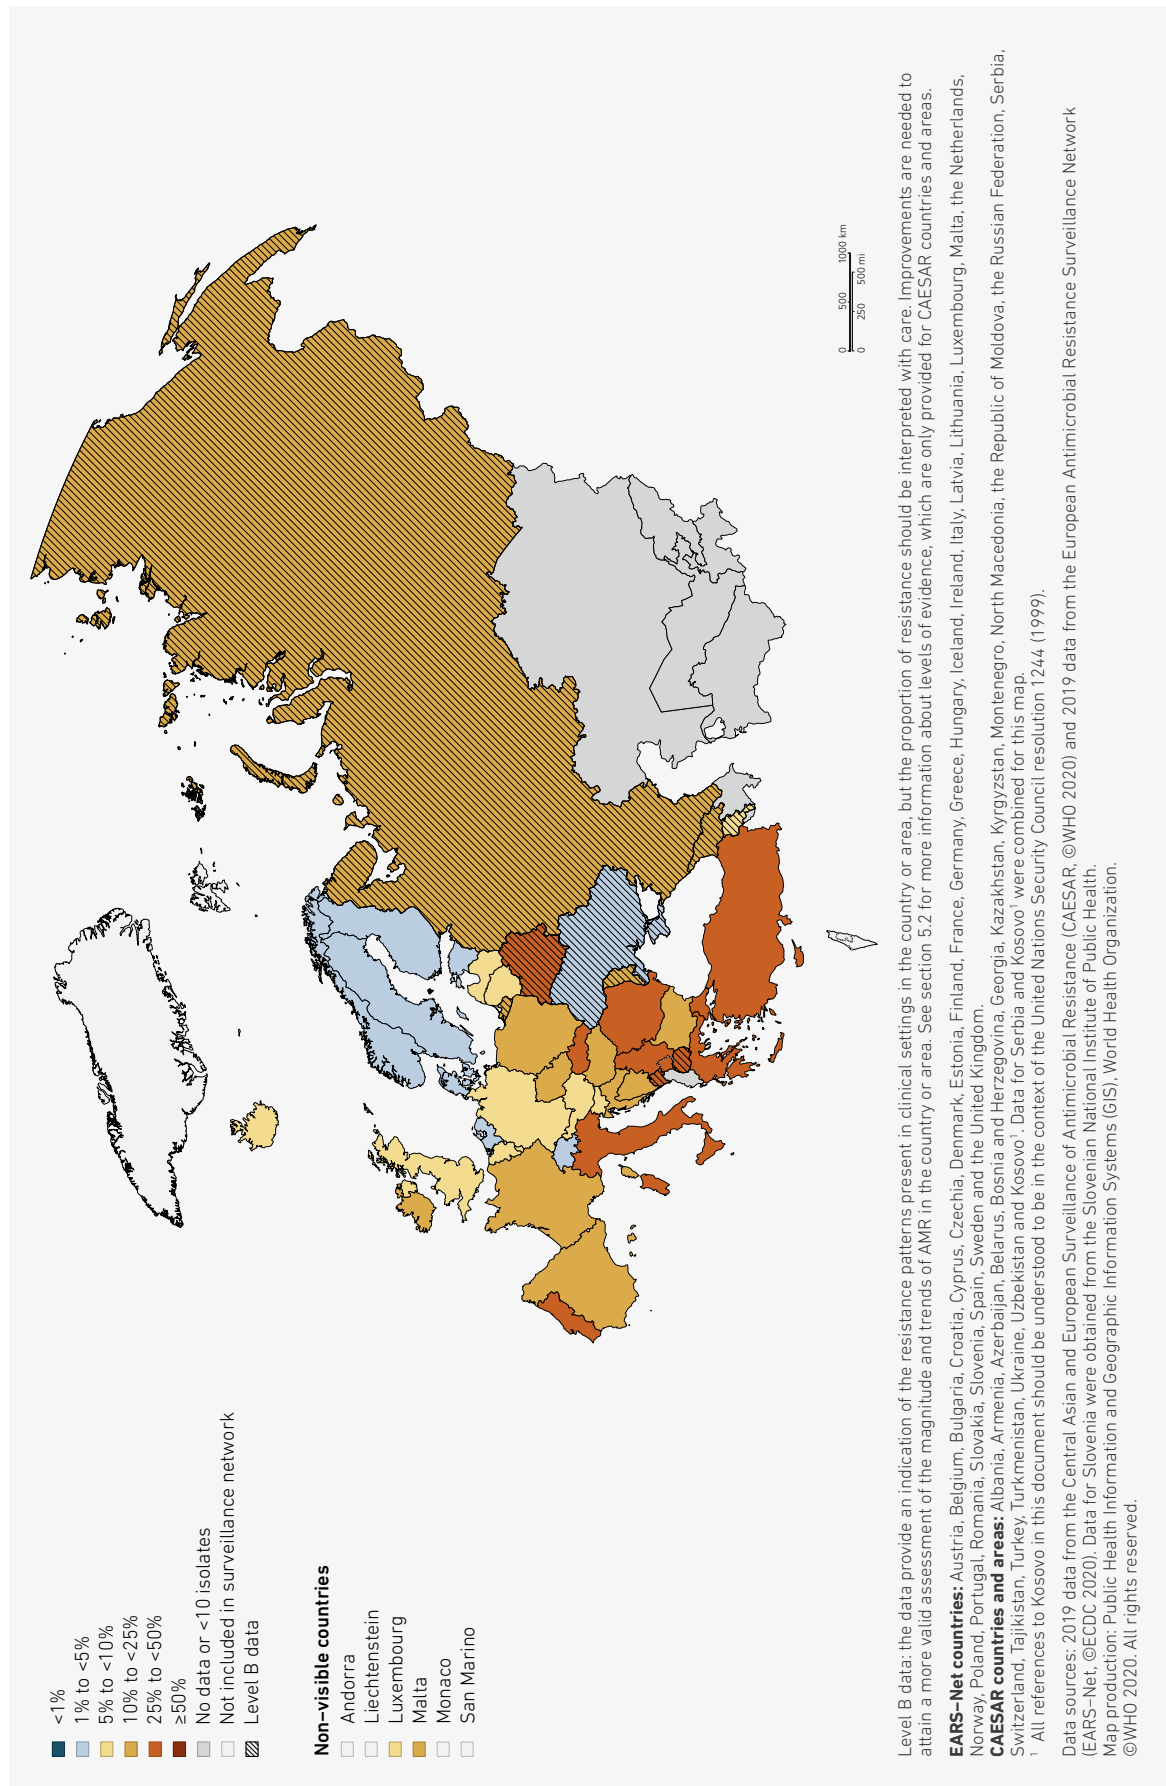 <1%
1% to <5%
5% to <10%
10% to <25%
25% to <50%
≥50%
No data or <10 isolates
Not included in surveillance network
Level B data
Non–visible countries
Andorra
Liechtenstein
Luxembourg
Malta
Monaco
San Marino
0 500 1000 km
0 250 500 mi
Level B data: the data provide an indication of the resistance patterns present in clinical settings in the country or area, but the proportion of resistance should be interpreted with care. Improvements are needed to
attain a more valid assessment of the magnitude and trends of AMR in the country or area. See section 5.2 for more information about levels of evidence, which are only provided for CAESAR countries and areas.
EARS–Net countries: Austria, Belgium, Bulgaria, Croatia, Cyprus, Czechia, Denmark, Estonia, Finland, France, Germany, Greece, Hungary, Iceland, Ireland, Italy, Latvia, Lithuania, Luxembourg, Malta, the Netherlands,
Norway, Poland, Portugal, Romania, Slovakia, Slovenia, Spain, Sweden and the United Kingdom.
CAESAR countries and areas: Albania, Armenia, Azerbaijan, Belarus, Bosnia and Herzegovina, Georgia, Kazakhstan, Kyrgyzstan, Montenegro, North Macedonia, the Republic of Moldova, the Russian Federation, Serbia,
Switzerland, Tajikistan, Turkey, Turkmenistan, Ukraine, Uzbekistan and Kosovo¹. Data for Serbia and Kosovo¹ were combined for this map.
¹ All references to Kosovo in this document should be understood to be in the context of the United Nations Security Council resolution 1244 (1999).
Data sources: 2019 data from the Central Asian and European Surveillance of Antimicrobial Resistance (CAESAR, ©WHO 2020) and 2019 data from the European Antimicrobial Resistance Surveillance Network
(EARS–Net, ©ECDC 2020). Data for Slovenia were obtained from the Slovenian National Institute of Public Health.
Map production: Public Health Information and Geographic Information Systems (GIS), World Health Organization.
©WHO 2020. All rights reserved.